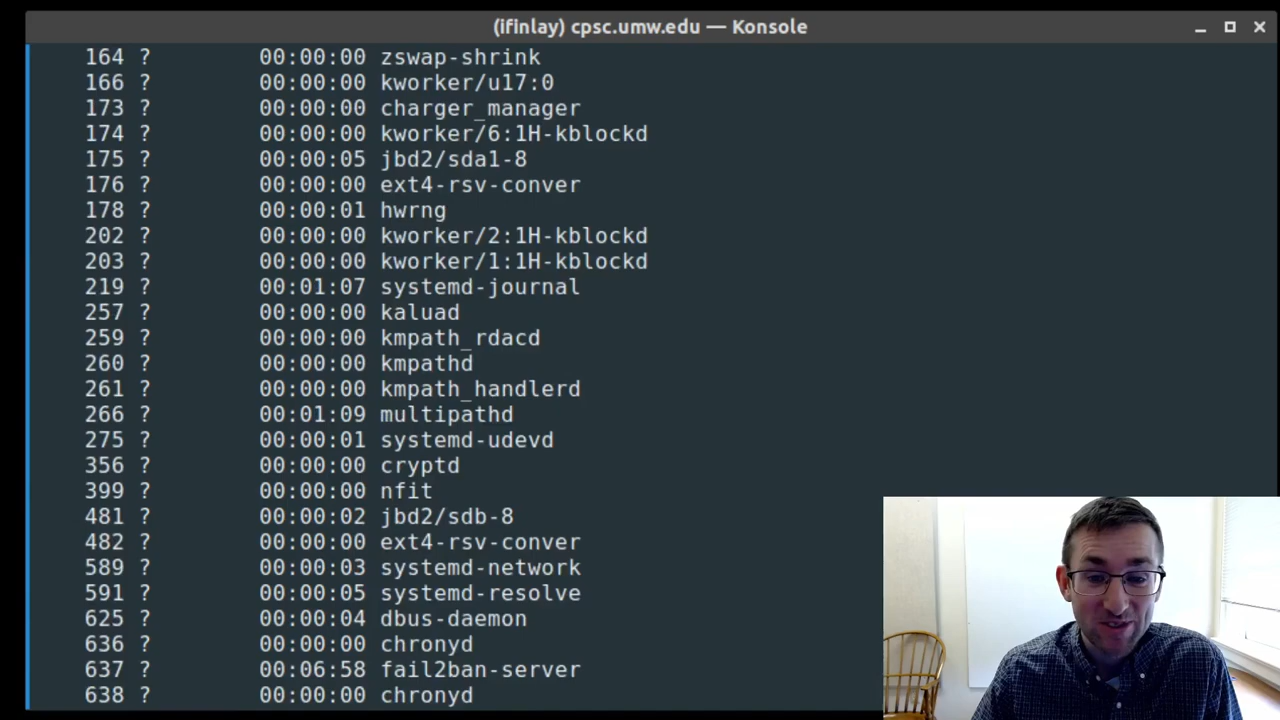 (ifinlay) cpsc.umw.edu — Konsole
164 ? 00:00:00 zswap-shrink
166 ? 00:00:00 kworker/u17:0
173 ? 00:00:00 charger_manager
174 ? 00:00:00 kworker/6:1H-kblockd
175 ? 00:00:05 jbd2/sda1-8
176 ? 00:00:00 ext4-rsv-conver
178 ? 00:00:01 hwrng
202 ? 00:00:00 kworker/2:1H-kblockd
203 ? 00:00:00 kworker/1:1H-kblockd
219 ? 00:01:07 systemd-journal
257 ? 00:00:00 kaluad
259 ? 00:00:00 kmpath_rdacd
260 ? 00:00:00 kmpathd
261 ? 00:00:00 kmpath_handlerd
266 ? 00:01:09 multipathd
275 ? 00:00:01 systemd-udevd
356 ? 00:00:00 cryptd
399 ? 00:00:00 nfit
481 ? 00:00:02 jbd2/sdb-8
482 ? 00:00:00 ext4-rsv-conver
589 ? 00:00:03 systemd-network
591 ? 00:00:05 systemd-resolve
625 ? 00:00:04 dbus-daemon
636 ? 00:00:00 chronyd
637 ? 00:06:58 fail2ban-server
638 ? 00:00:00 chronyd